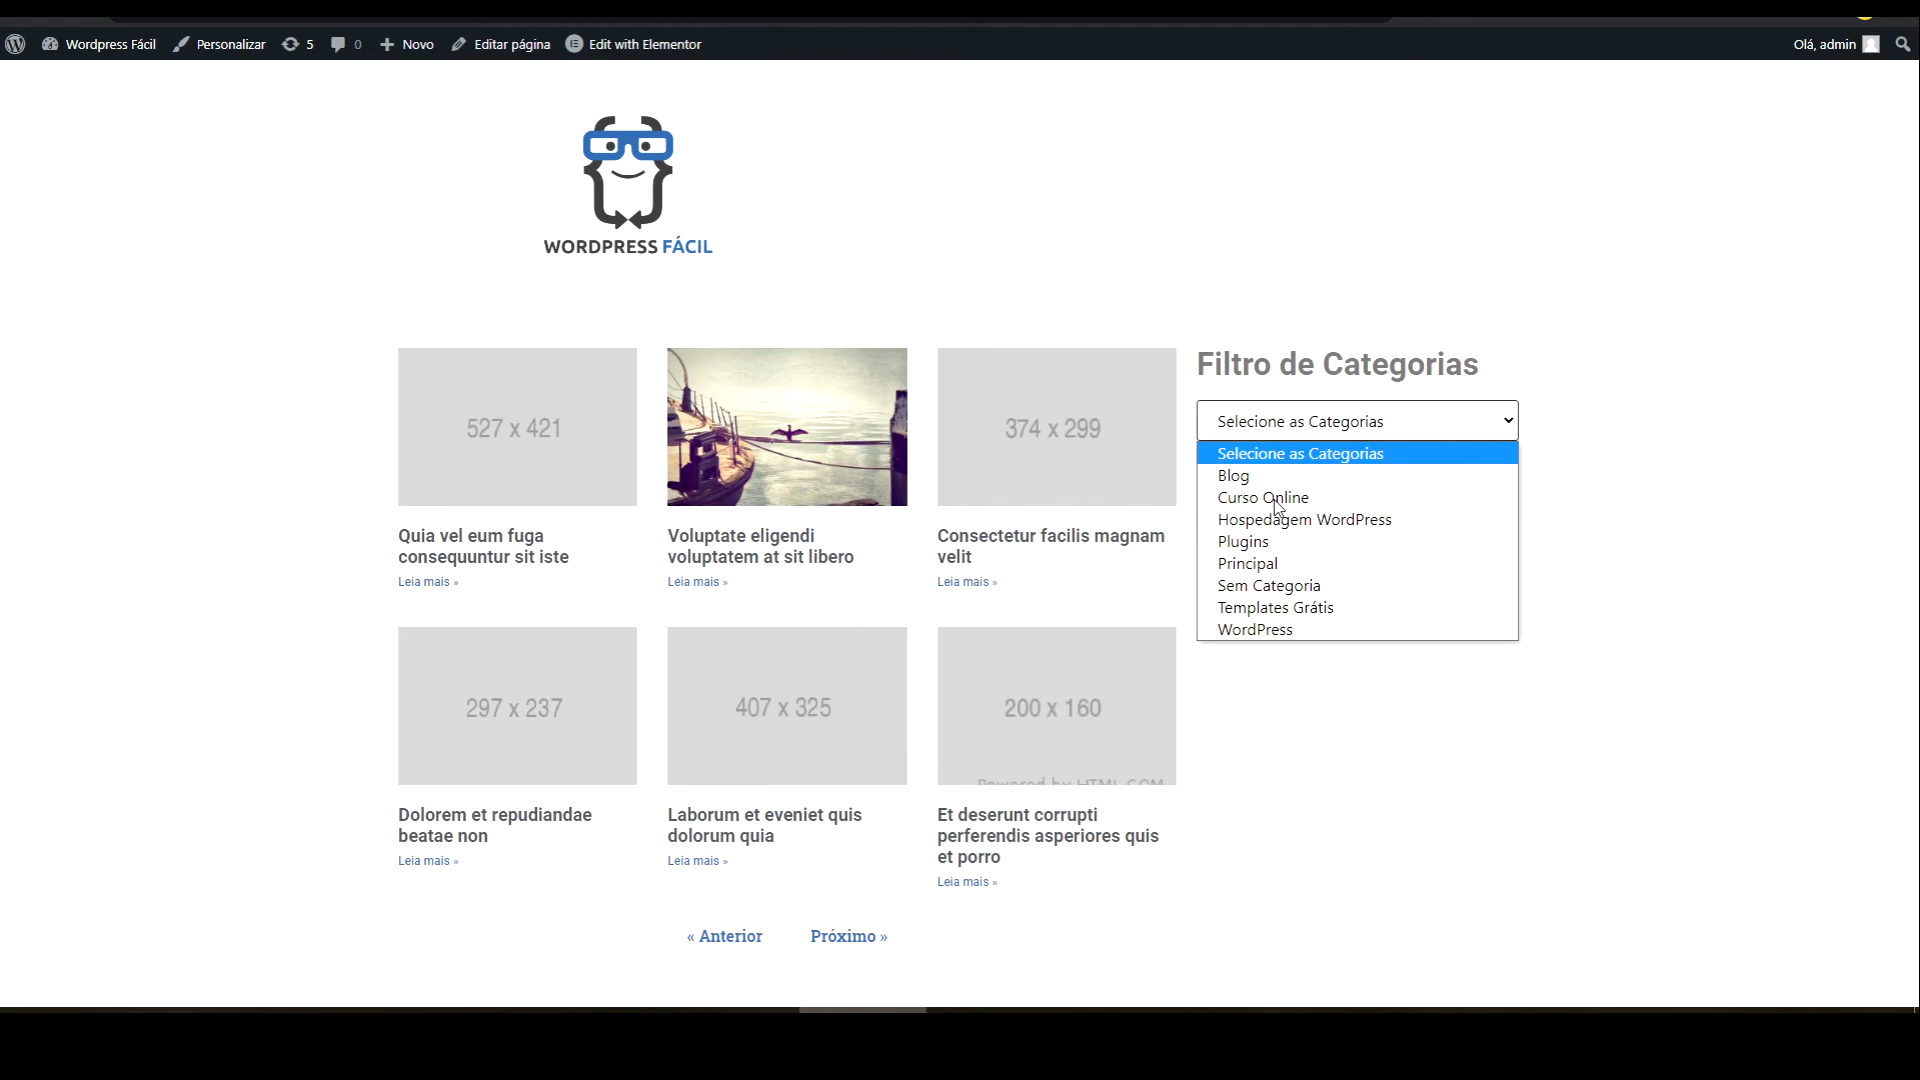 Wordpress Fácil Personalizar 5 0 Novo Editar página Edit with Elementor Olá, admin
WORDPRESS FÁCIL
527 x 421
374 x 299
Quia vel eum fuga
consequuntur sit iste
Leia mais »
Voluptate eligendi
voluptatem at sit libero
Leia mais »
Consectetur facilis magnam
velit
Leia mais »
297 x 237
407 x 325
200 x 160
Powered by HTML.COM
Dolorem et repudiandae
beatae non
Leia mais »
Laborum et eveniet quis
dolorum quia
Leia mais »
Et deserunt corrupti
perferendis asperiores quis
et porro
Leia mais »
« Anterior Próximo »
Filtro de Categorias
Selecione as Categorias
Selecione as Categorias
Blog
Curso Online
Hospedagem WordPress
Plugins
Principal
Sem Categoria
Templates Grátis
WordPress